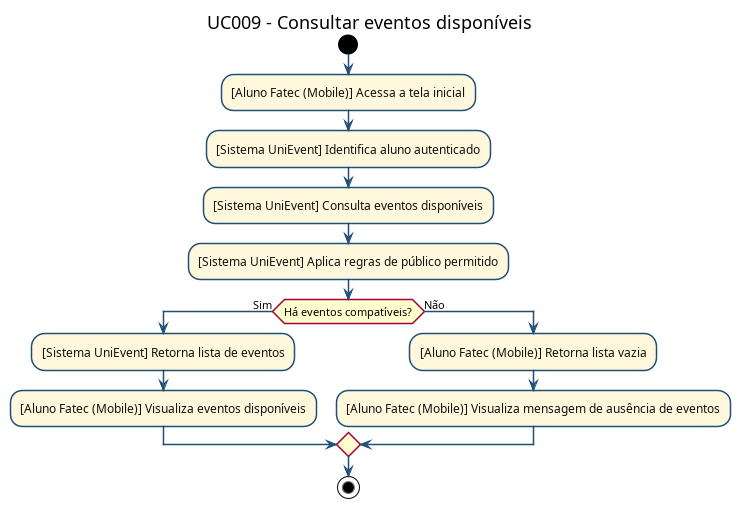 UC009 - Consultar eventos disponíveis
[Aluno Fatec (Mobile)] Acessa a tela inicial
[Sistema UniEvent] Identifica aluno autenticado
[Sistema UniEvent] Consulta eventos disponíveis
[Sistema UniEvent] Aplica regras de público permitido
Sim
Há eventos compatíveis?
Não
[Sistema UniEvent] Retorna lista de eventos
[Aluno Fatec (Mobile)] Retorna lista vazia
[Aluno Fatec (Mobile)] Visualiza eventos disponíveis
[Aluno Fatec (Mobile)] Visualiza mensagem de ausência de eventos